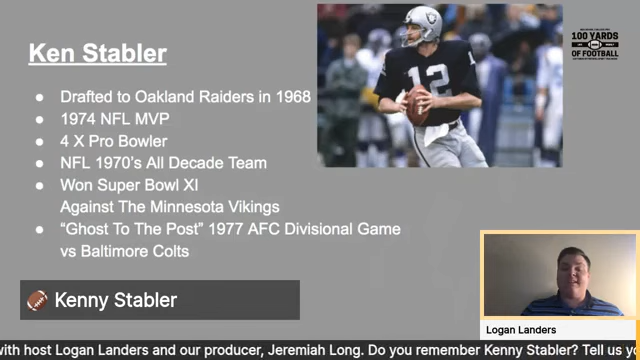 Ken Stabler
100 YARDS
OF FOOTBALL
● Drafted to Oakland Raiders in 1968
● 1974 NFL MVP
● 4 X Pro Bowler
● NFL 1970’s All Decade Team
● Won Super Bowl XI
Against The Minnesota Vikings
● “Ghost To The Post” 1977 AFC Divisional Game
vs Baltimore Colts
12
🏈 Kenny Stabler
Logan Landers
with host Logan Landers and our producer, Jeremiah Long. Do you remember Kenny Stabler? Tell us